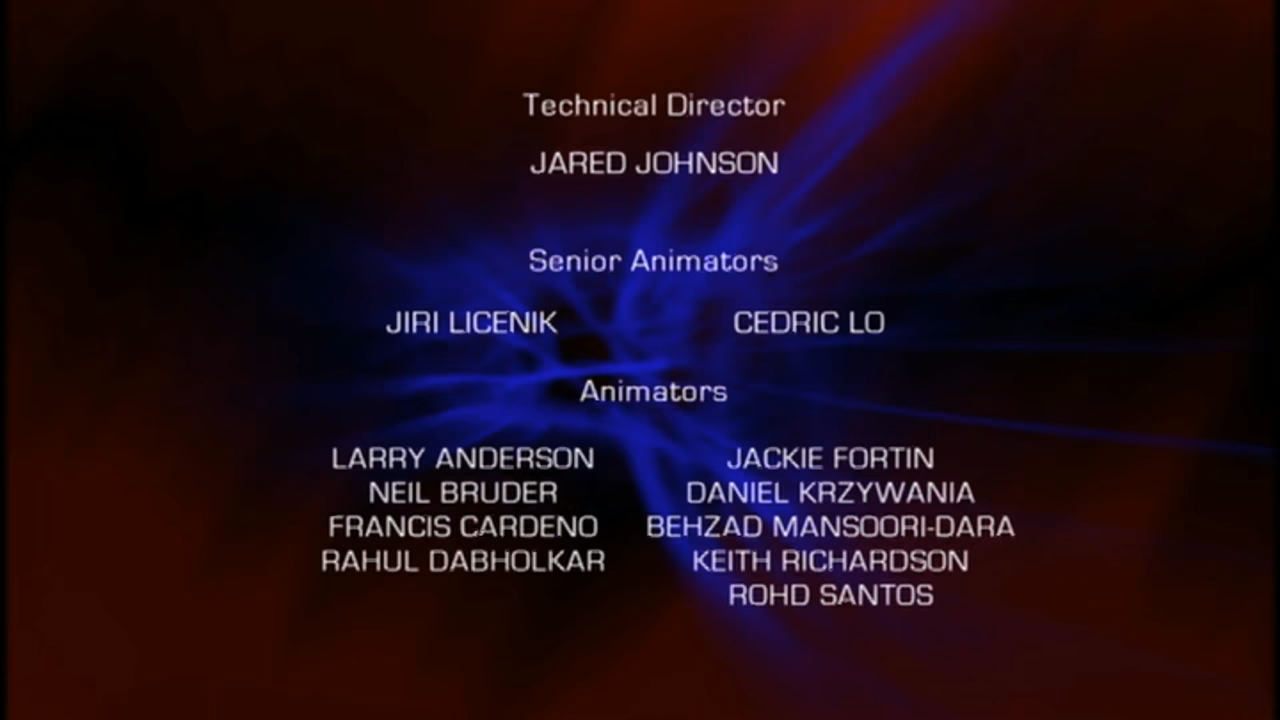 Technical Director
JARED JOHNSON
Senior Animators
JIRI LICENIK CEDRIC LO
Animators
LARRY ANDERSON JACKIE FORTIN
NEIL BRUDER DANIEL KRZYWANIA
FRANCIS CARDENO BEHZAD MANSOORI-DARA
RAHUL DABHOLKAR KEITH RICHARDSON
ROHD SANTOS